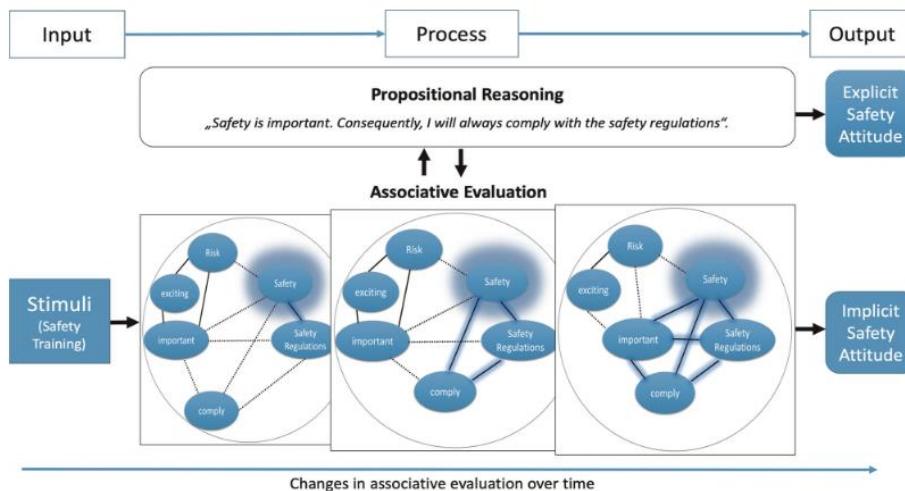 Input
Process
Output
Propositional Reasoning
„Safety is important. Consequently, I will always comply with the safety regulations“.
Explicit
Safety
Attitude
Associative Evaluation
Stimuli
(Safety
Training)
Risk
Safety
exciting
important
Safety
Regulations
comply
Risk
Safety
exciting
important
Safety
Regulations
comply
Risk
Safety
exciting
important
Safety
Regulations
comply
Implicit
Safety
Attitude
Changes in associative evaluation over time